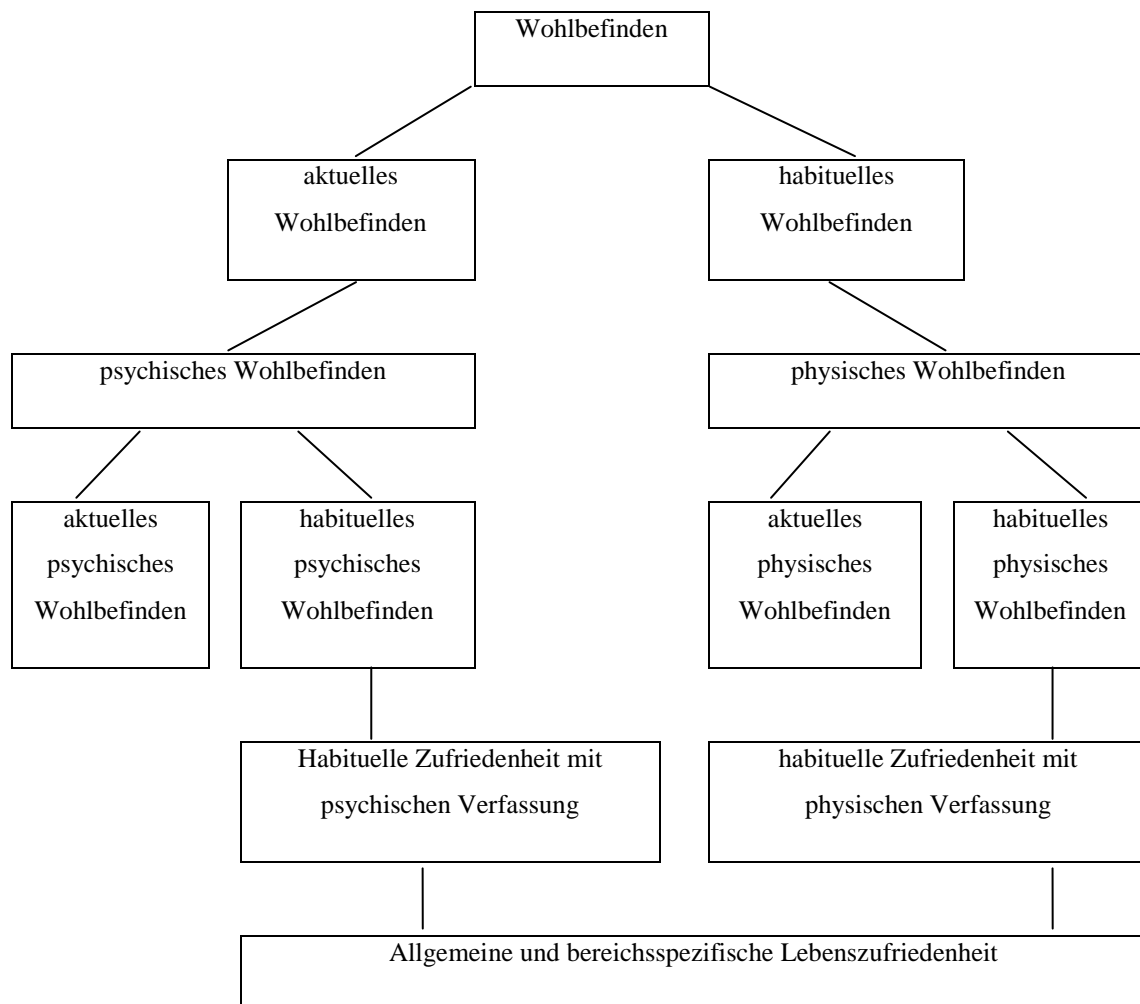 Wohlbefinden
aktuelles
Wohlbefinden
habituelles
Wohlbefinden
psychisches Wohlbefinden
physisches Wohlbefinden
aktuelles
psychisches
Wohlbefinden
habituelles
psychisches
Wohlbefinden
aktuelles
physisches
Wohlbefinden
habituelles
physisches
Wohlbefinden
Habituelle Zufriedenheit mit
psychischen Verfassung
habituelle Zufriedenheit mit
physischen Verfassung
Allgemeine und bereichsspezifische Lebenszufriedenheit